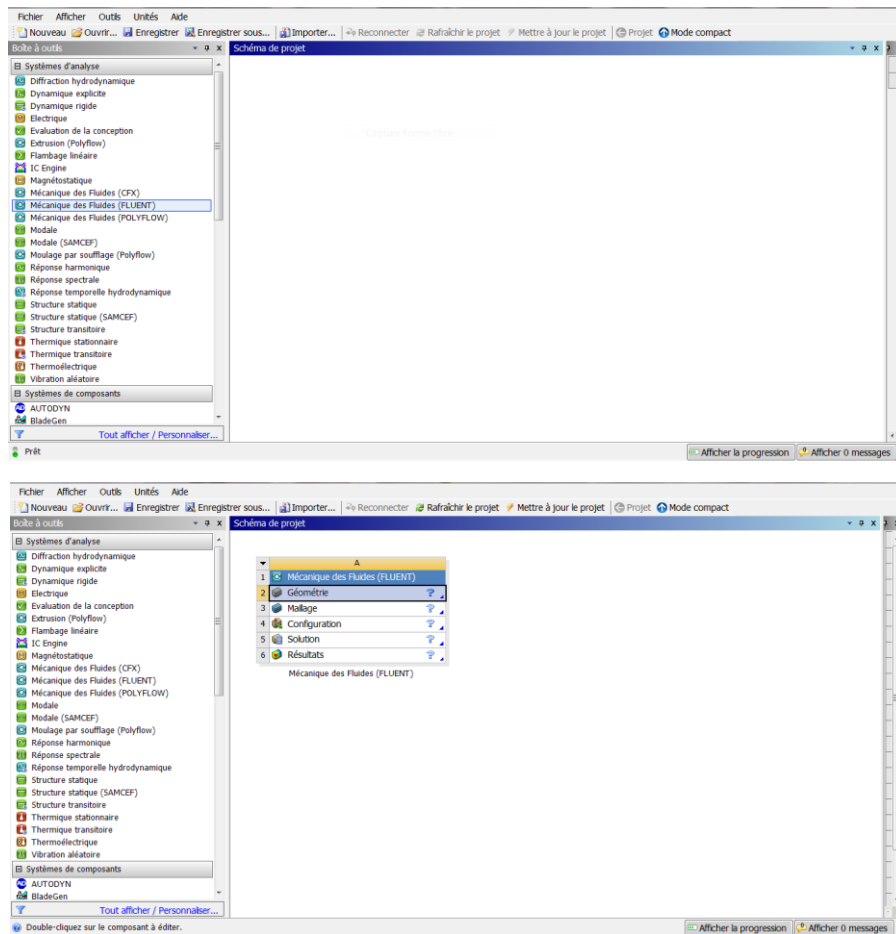 Fichier Afficher Outils Unités Aide
Nouveau Ouvrir... Enregistrer Enregistrer sous... Importer... Reconnecter Rafraîchir le projet Mettre à jour le projet Projet Mode compact
Boîte à outils
Schéma de projet
Systèmes d'analyse
Diffraction hydrodynamique
Dynamique explicite
Dynamique rigide
Electrique
Evaluation de la conception
Extrusion (Polyflow)
Flambage linéaire
IC Engine
Magnétostatique
Mécanique des Fluides (CFX)
Mécanique des Fluides (FLUENT)
Mécanique des Fluides (POLYFLOW)
Modale
Modale (SAMCEF)
Moulage par soufflage (Polyflow)
Réponse harmonique
Réponse spectrale
Réponse temporelle hydrodynamique
Structure statique
Structure statique (SAMCEF)
Structure transitoire
Thermique stationnaire
Thermique transitoire
Thermoélectrique
Vibration aléatoire
Systèmes de composants
AUTODYN
BladeGen
Tout afficher / Personnaliser...
Prêt
Afficher la progression
Afficher 0 messages
Fichier Afficher Outils Unités Aide
Nouveau Ouvrir... Enregistrer Enregistrer sous... Importer... Reconnecter Rafraîchir le projet Mettre à jour le projet Projet Mode compact
Boîte à outils
Schéma de projet
Systèmes d'analyse
Diffraction hydrodynamique
Dynamique explicite
Dynamique rigide
Electrique
Evaluation de la conception
Extrusion (Polyflow)
Flambage linéaire
IC Engine
Magnétostatique
Mécanique des Fluides (CFX)
Mécanique des Fluides (FLUENT)
Mécanique des Fluides (POLYFLOW)
Modale
Modale (SAMCEF)
Moulage par soufflage (Polyflow)
Réponse harmonique
Réponse spectrale
Réponse temporelle hydrodynamique
Structure statique
Structure statique (SAMCEF)
Structure transitoire
Thermique stationnaire
Thermique transitoire
Thermoélectrique
Vibration aléatoire
Systèmes de composants
AUTODYN
BladeGen
Tout afficher / Personnaliser...
A
1 Mécanique des Fluides (FLUENT)
2 Géométrie ?
3 Maillage ?
4 Configuration ?
5 Solution ?
6 Résultats ?
Mécanique des Fluides (FLUENT)
Double-cliquez sur le composant à éditer.
Afficher la progression
Afficher 0 messages